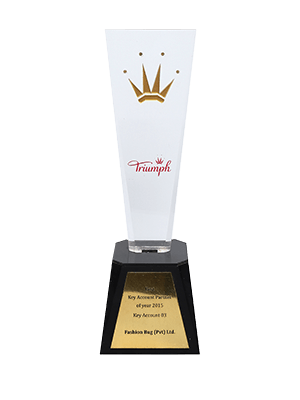 Triumph
Key Account Partner
of year 2015
Key Account 03
Fashion Bug (Pvt) Ltd.